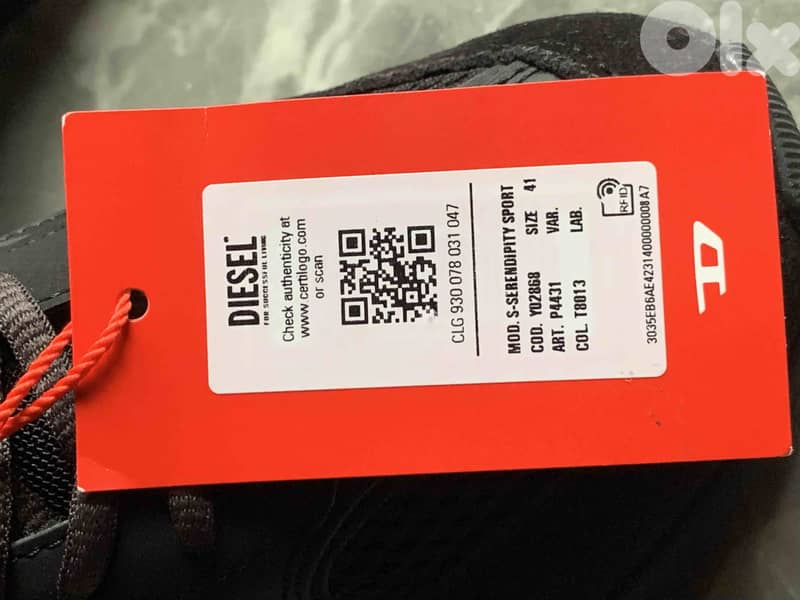 DIESEL
FOR SUCCESSFUL LIVING
Check authenticity at
www.certilogo.com
or scan
CLG 930 078 031 047
MOD. S-SERENDIPITY SPORT
COD. Y02868 SIZE 41
ART. P4431 VAR.
COL. T8013 LAB.
RFID
3035EB6AE4231400000008A7
D
OLX